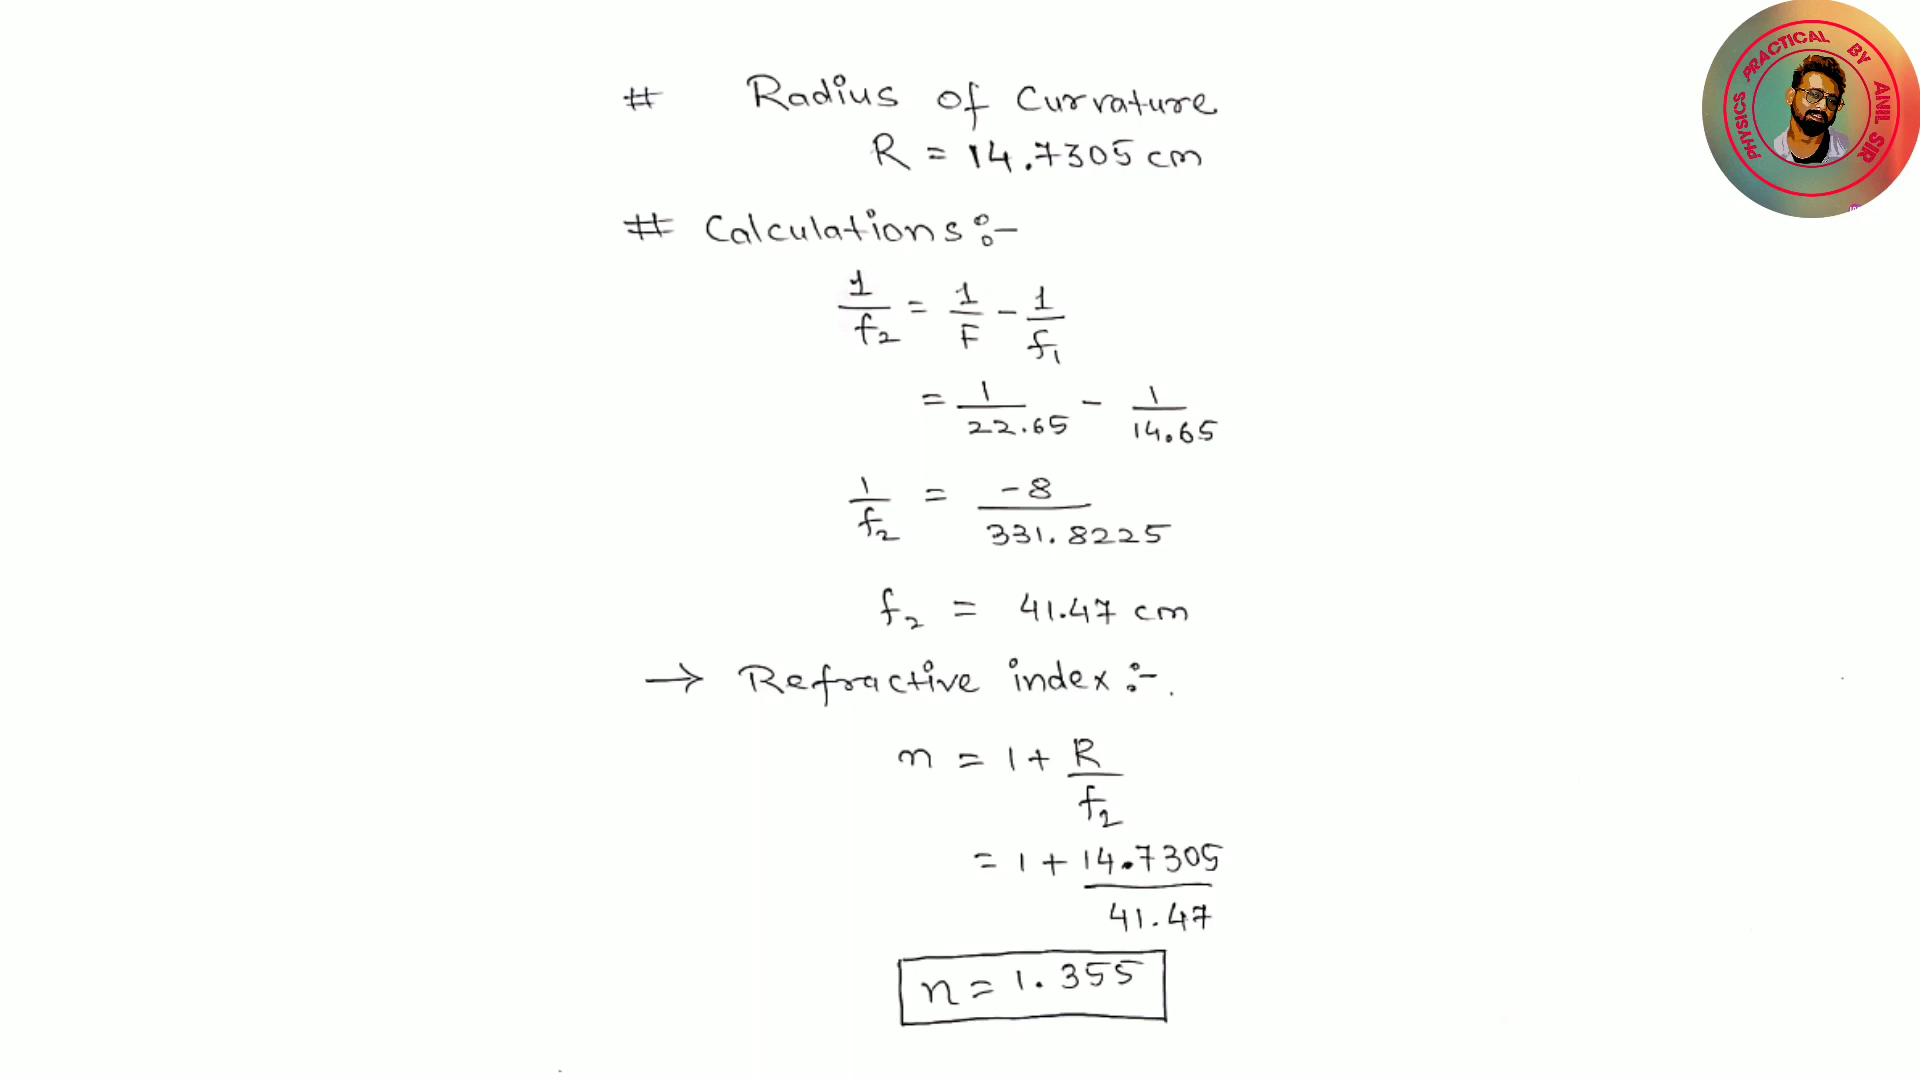 # Radius of Curvature
R = 14.7305 cm
# Calculations :-
1/f2 = 1/F - 1/f1
= 1/22.65 - 1/14.65
1/f2 = -8/331.8225
f2 = 41.47 cm
→ Refractive index :-.
n = 1 + R/f2
= 1 + 14.7305/41.47
n = 1.355
PHYSICS PRACTICAL BY ANIL SIR